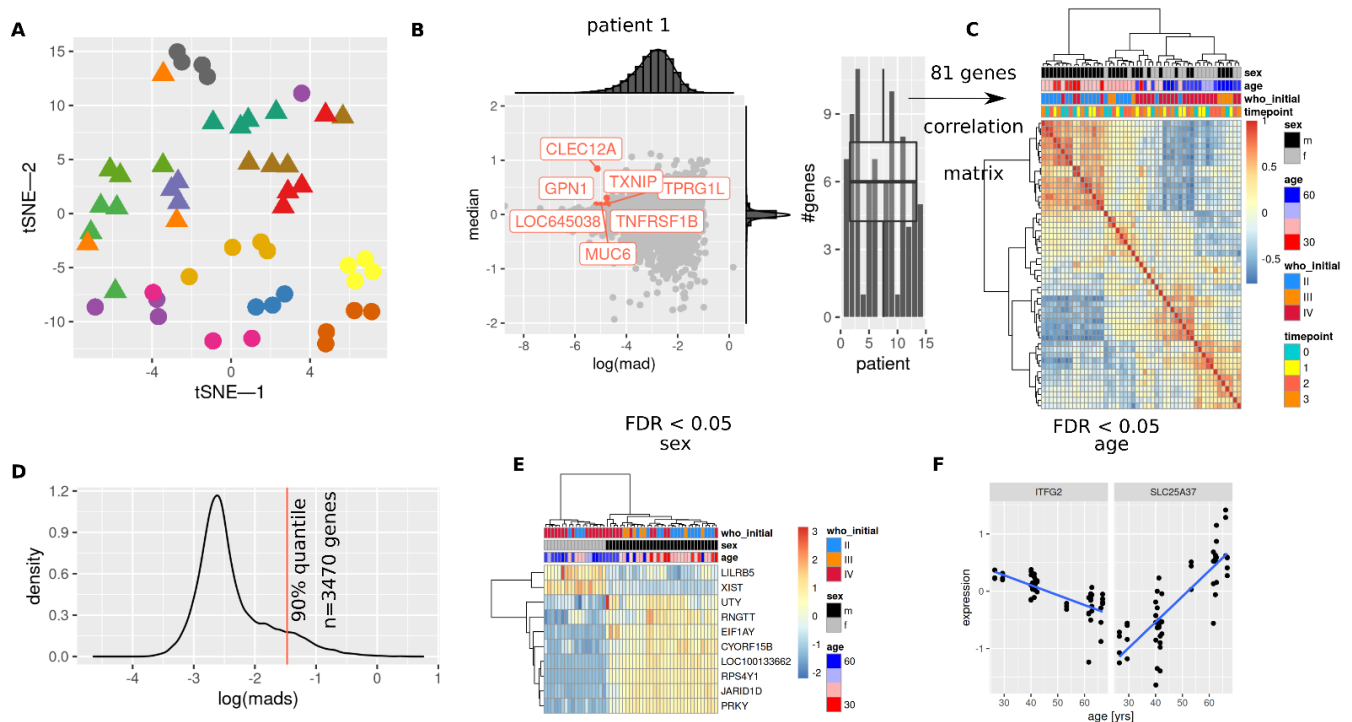 A
15
10
5
0
-5
-10
tSNE—2
-4
0
4
tSNE—1
B
patient 1
2
1
0
-1
-2
median
CLEC12A
GPN1
TXNIP
TPRG1L
LOC645038
TNFRSF1B
MUC6
-8
-6
-4
-2
0
log(mad)
9
6
3
0
#genes
0
5
10
15
patient
81 genes
correlation
matrix
C
sex
age
who_initial
timepoint
1
0.5
0
-0.5
sex
m
f
age
60
30
who_initial
II
III
IV
timepoint
0
1
2
3
D
1.2
0.9
0.6
0.3
0.0
density
90% quantile
n=3470 genes
-4
-3
-2
-1
0
1
log(mads)
FDR < 0.05
sex
E
who_initial
sex
age
LILRB5
XIST
UTY
RNGTT
EIF1AY
CYORF15B
LOC100133662
RPS4Y1
JARID1D
PRKY
3
2
1
0
-1
-2
who_initial
II
III
IV
sex
m
f
age
60
30
FDR < 0.05
age
F
ITFG2
SLC25A37
1
0
-1
expression
30
40
50
60
30
40
50
60
age [yrs]